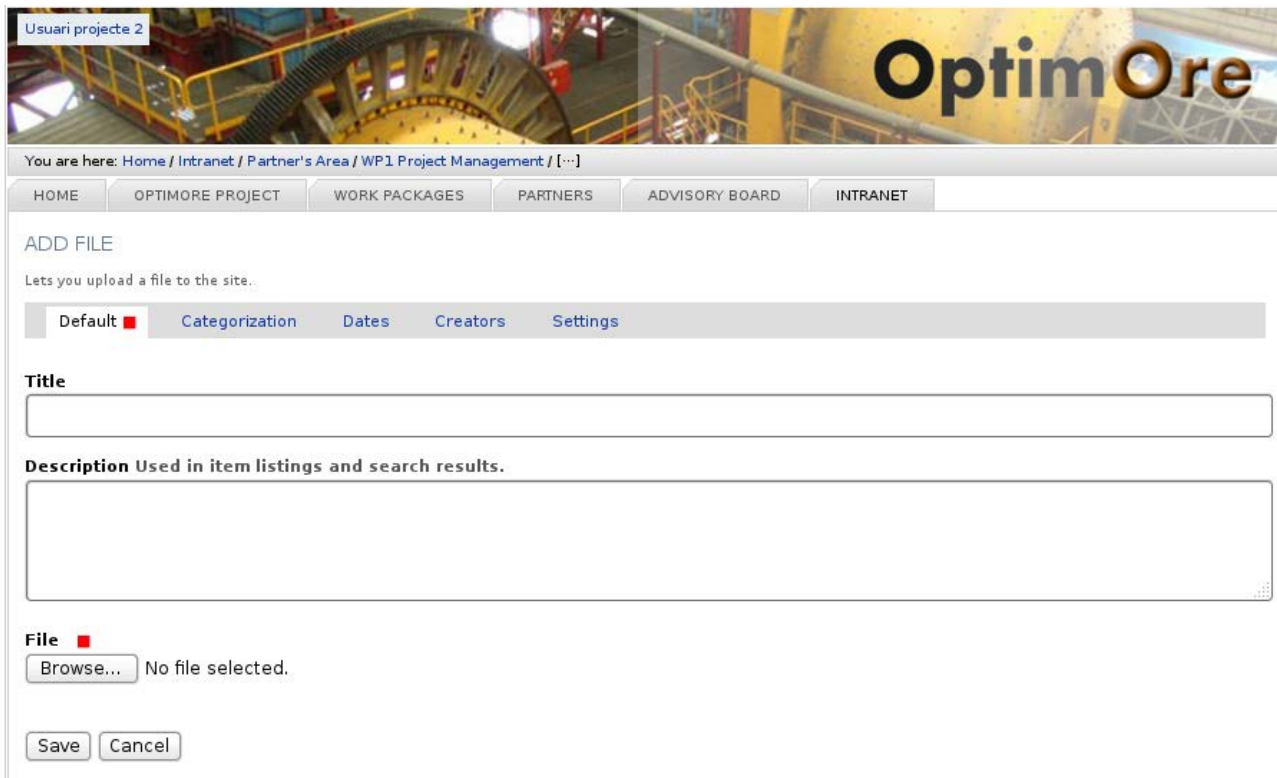 Usuari projecte 2
OptimOre
You are here: Home / Intranet / Partner's Area / WP1 Project Management / [···]
HOME OPTIMORE PROJECT WORK PACKAGES PARTNERS ADVISORY BOARD INTRANET
ADD FILE
Lets you upload a file to the site.
Default Categorization Dates Creators Settings
Title
Description Used in item listings and search results.
File
Browse... No file selected.
Save Cancel